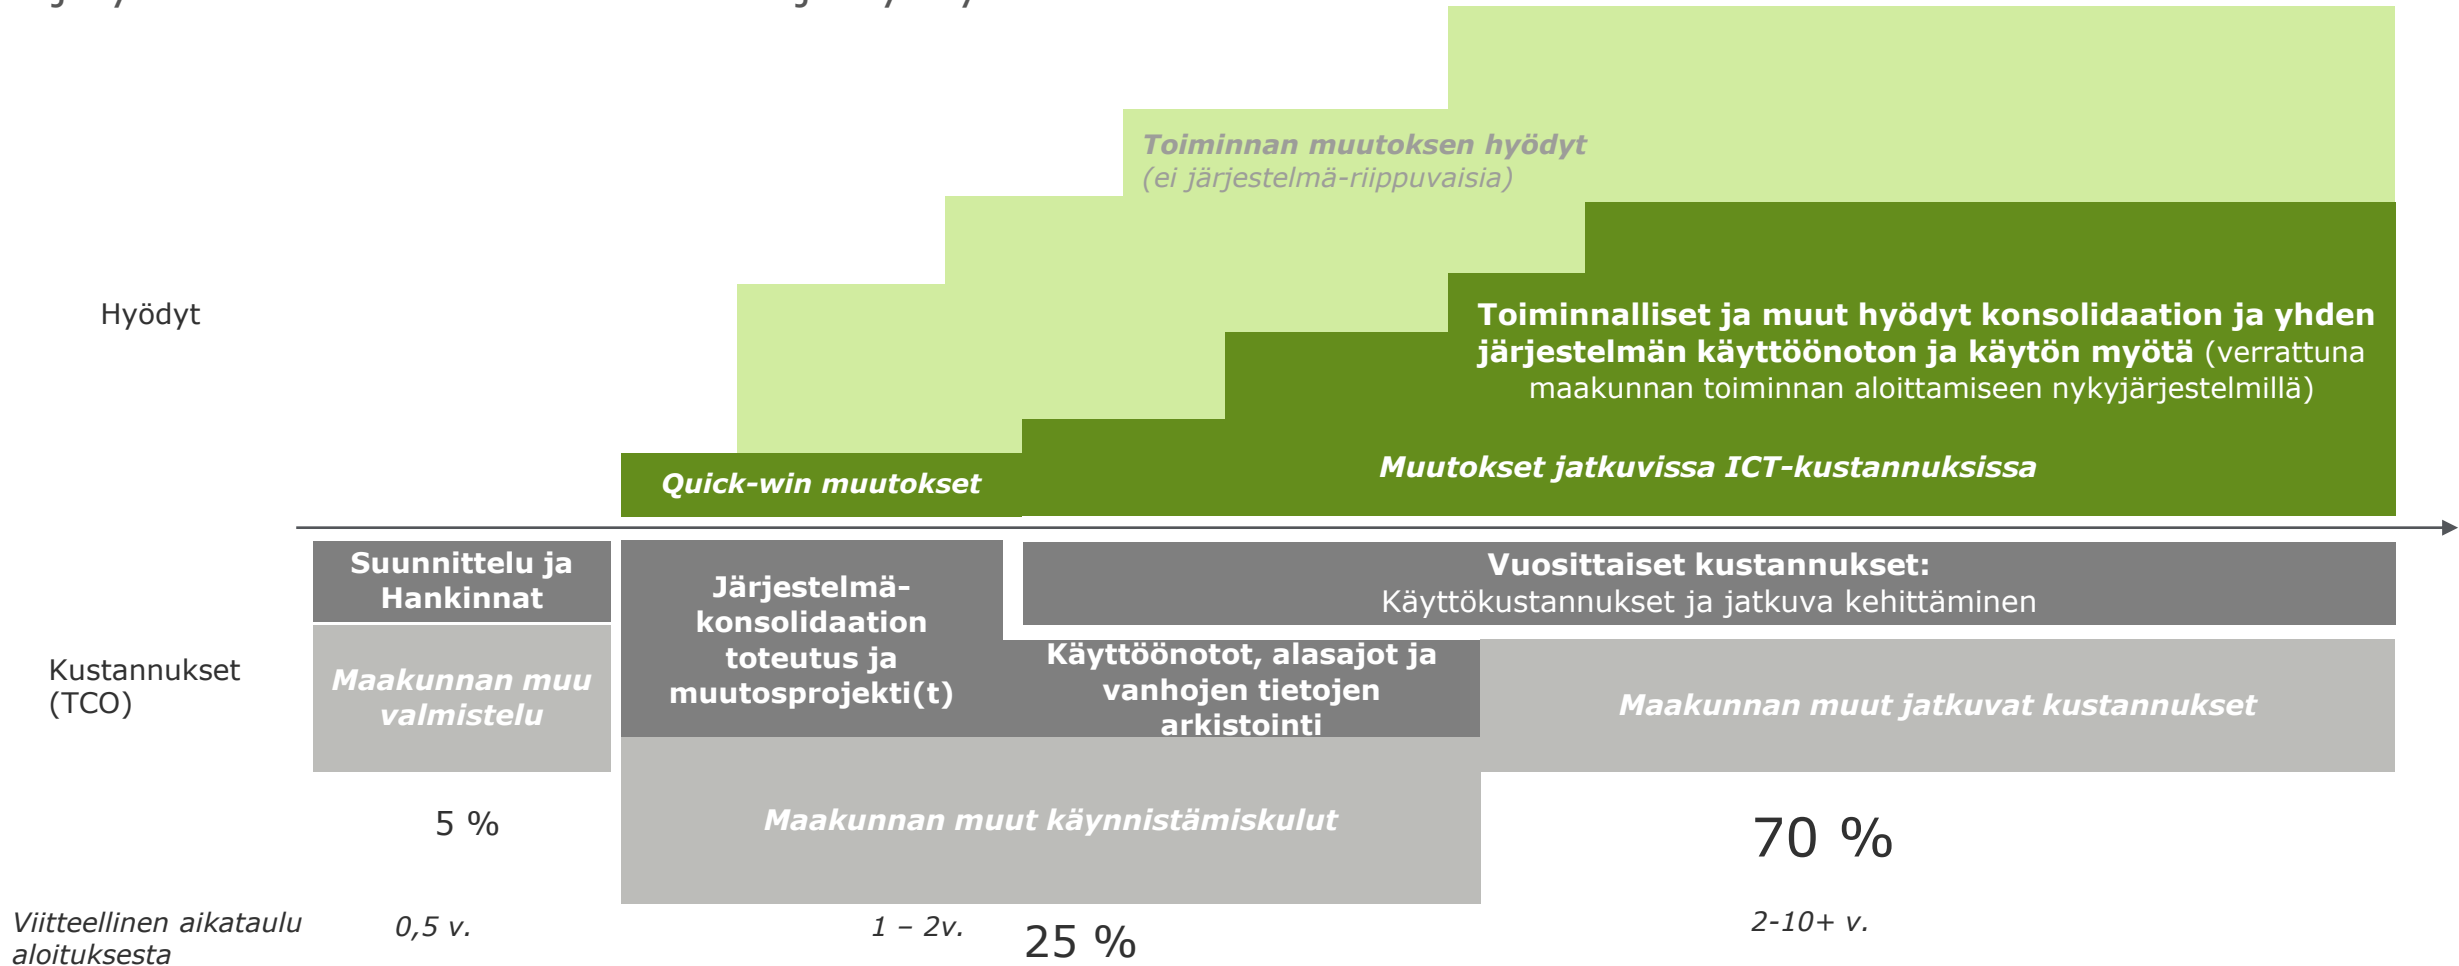 Toiminnan muutoksen hyödyt
(ei järjestelmä-riippuvaisia)
Hyödyt
Toiminnalliset ja muut hyödyt konsolidaation ja yhden
järjestelmän käyttöönoton ja käytön myötä (verrattuna
maakunnan toiminnan aloittamiseen nykyjärjestelmillä)
Quick-win muutokset
Muutokset jatkuvissa ICT-kustannuksissa
Suunnittelu ja
Hankinnat
Järjestelmä-
konsolidaation
toteutus ja
muutosprojekti(t)
Vuosittaiset kustannukset:
Käyttökustannukset ja jatkuva kehittäminen
Kustannukset
(TCO)
Maakunnan muu
valmistelu
Käyttöönotot, alasajot ja
vanhojen tietojen
arkistointi
Maakunnan muut jatkuvat kustannukset
5 %
Maakunnan muut käynnistämiskulut
70 %
Viitteellinen aikataulu
aloituksesta
0,5 v.
1 – 2v.
25 %
2-10+ v.